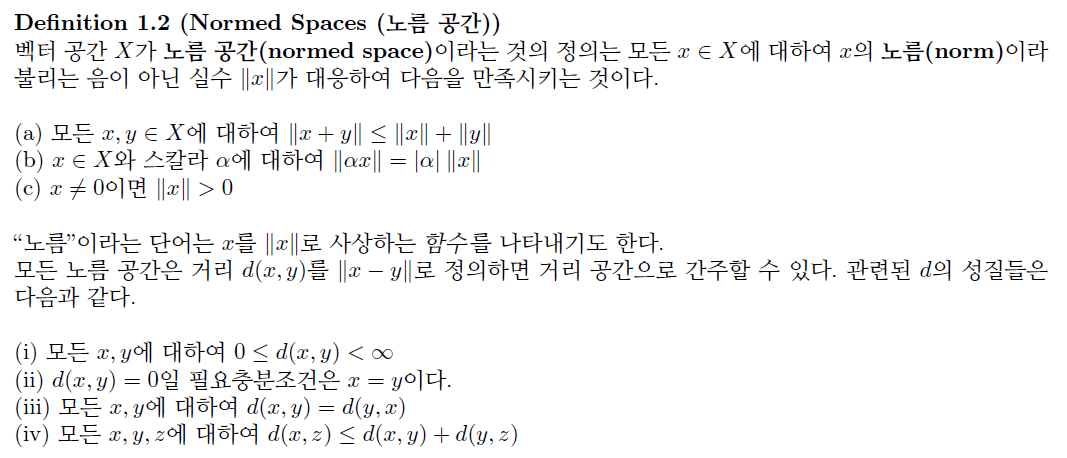 Definition 1.2 (Normed Spaces (노름 공간))
벡터 공간 X가 노름 공간(normed space)이라는 것의 정의는 모든 x ∈ X에 대하여 x의 노름(norm)이라
불리는 음이 아닌 실수 ∥x∥가 대응하여 다음을 만족시키는 것이다.
(a) 모든 x, y ∈ X에 대하여 ∥x + y∥ ≤ ∥x∥ + ∥y∥
(b) x ∈ X와 스칼라 α에 대하여 ∥αx∥ = |α| ∥x∥
(c) x ≠ 0이면 ∥x∥ > 0
“노름”이라는 단어는 x를 ∥x∥로 사상하는 함수를 나타내기도 한다.
모든 노름 공간은 거리 d(x, y)를 ∥x − y∥로 정의하면 거리 공간으로 간주할 수 있다. 관련된 d의 성질들은
다음과 같다.
(i) 모든 x, y에 대하여 0 ≤ d(x, y) < ∞
(ii) d(x, y) = 0일 필요충분조건은 x = y이다.
(iii) 모든 x, y에 대하여 d(x, y) = d(y, x)
(iv) 모든 x, y, z에 대하여 d(x, z) ≤ d(x, y) + d(y, z)